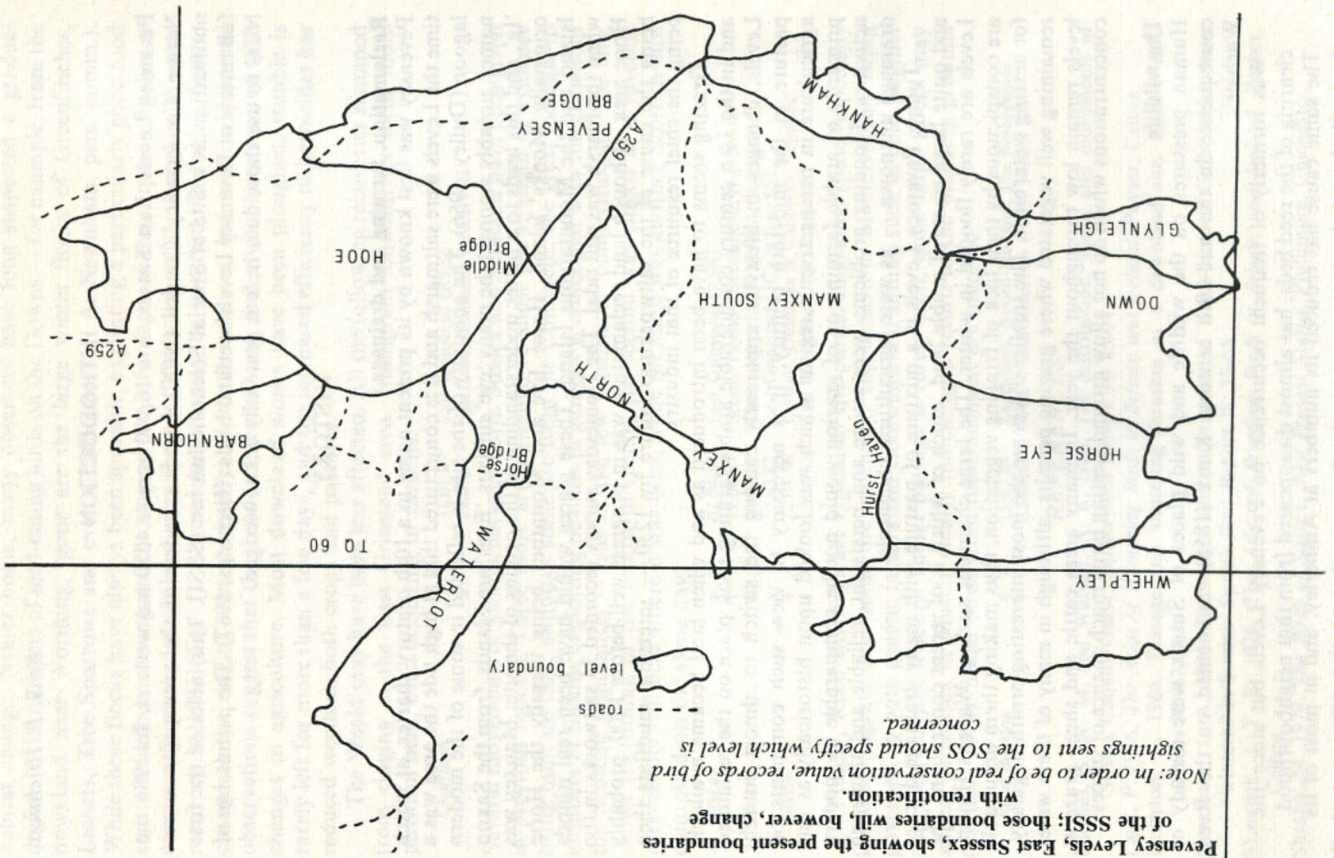 Pevensey Levels, East Sussex, showing the present boundaries
of the SSSI; those boundaries will, however, change
with renotification.
Note: In order to be of real conservation value, records of bird
sightings sent to the SOS should specify which level is
concerned.
roads
level boundary
WHELPLEY
HORSE EYE
DOWN
GLYNLEIGH
Hurst Haven
MANXEY
NORTH
MANXEY SOUTH
HANKHAM
WATERLOT
TQ 60
Horse
Bridge
BARNHORN
A259
HOOE
Middle
Bridge
A259
PEVENSEY
BRIDGE